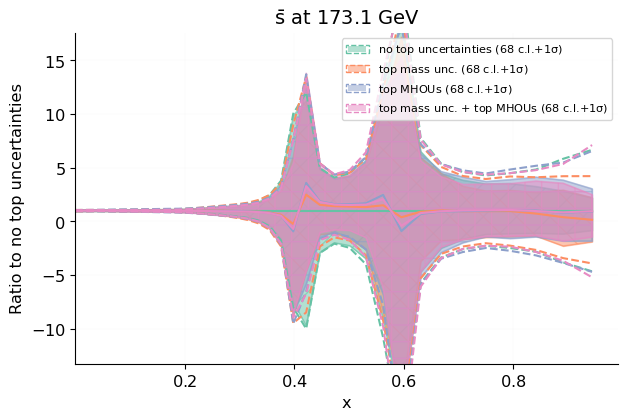 s̄ at 173.1 GeV
no top uncertainties (68 c.l.+1σ)
top mass unc. (68 c.l.+1σ)
top MHOUs (68 c.l.+1σ)
top mass unc. + top MHOUs (68 c.l.+1σ)
Ratio to no top uncertainties
15
10
5
0
−5
−10
0.2
0.4
0.6
0.8
x